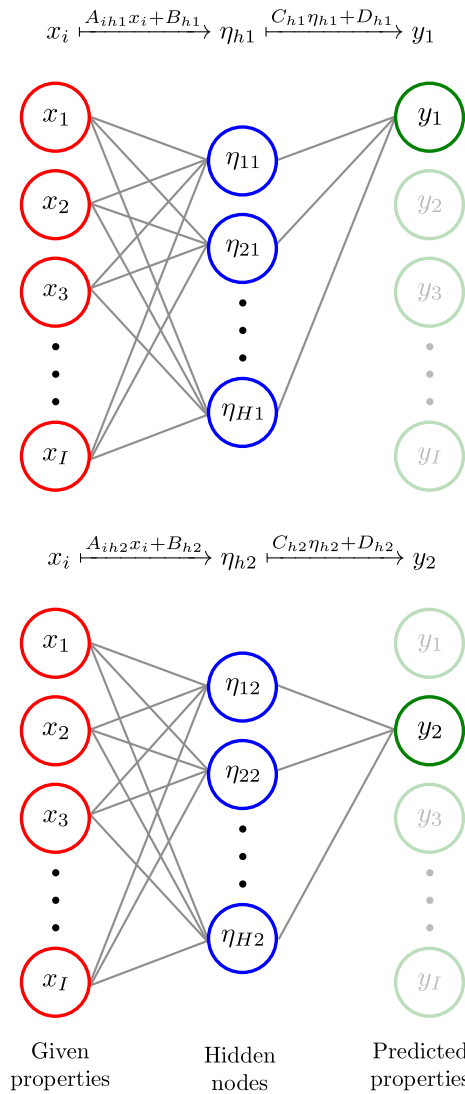 x_i A_{ih1}x_i+B_{h1} η_{h1} C_{h1}η_{h1}+D_{h1} y_1
x_1 η_{11} y_1
x_2 η_{21} y_2
x_3 y_3
x_I η_{H1} y_I
x_i A_{ih2}x_i+B_{h2} η_{h2} C_{h2}η_{h2}+D_{h2} y_2
x_1 η_{12} y_1
x_2 η_{22} y_2
x_3 y_3
x_I η_{H2} y_I
Given
properties
Hidden
nodes
Predicted
properties